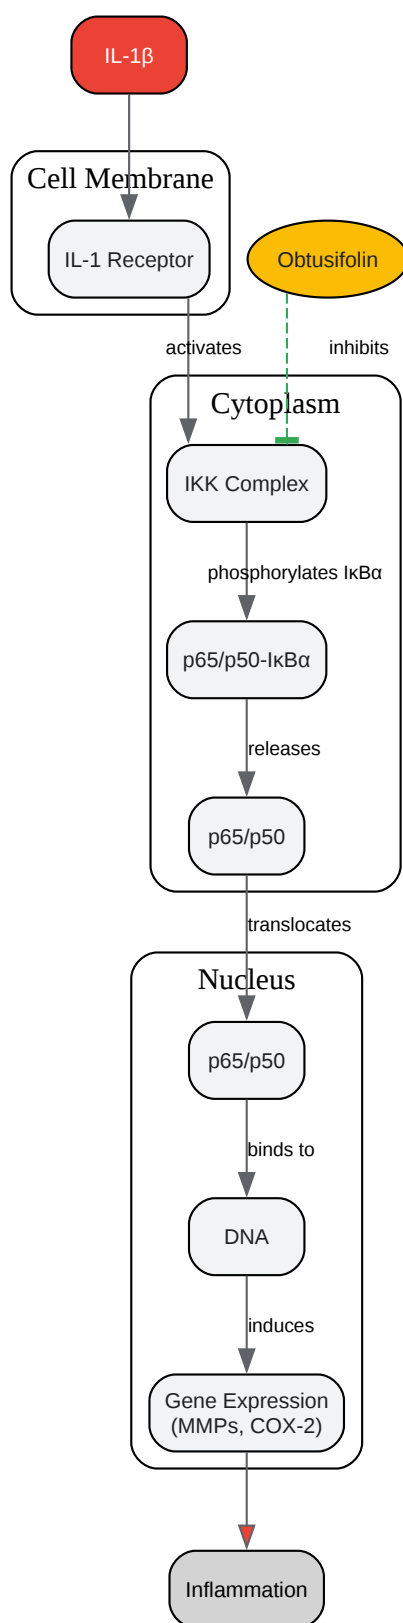 IL-1β
Cell Membrane
IL-1 Receptor
Obtusifolin
activates
inhibits
Cytoplasm
IKK Complex
phosphorylates IκBα
p65/p50-IκBα
releases
p65/p50
translocates
Nucleus
p65/p50
binds to
DNA
induces
Gene Expression
(MMPs, COX-2)
Inflammation